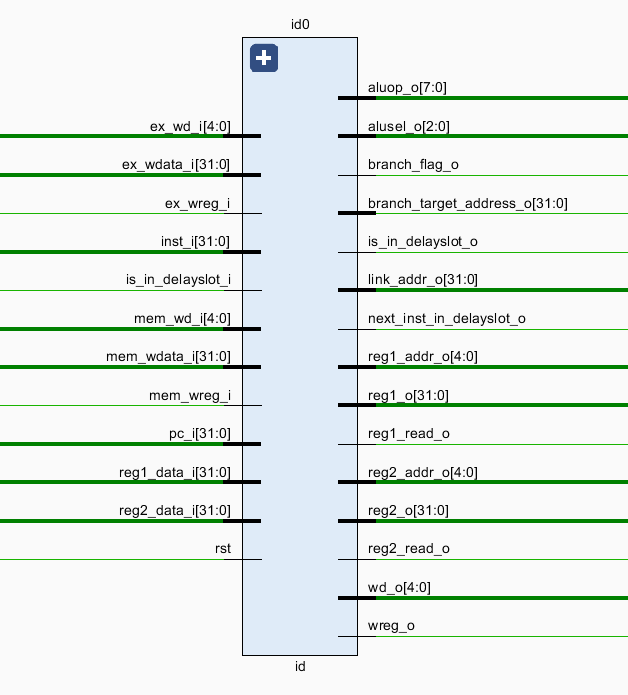 id0
ex_wd_i[4:0]
ex_wdata_i[31:0]
ex_wreg_i
inst_i[31:0]
is_in_delayslot_i
mem_wd_i[4:0]
mem_wdata_i[31:0]
mem_wreg_i
pc_i[31:0]
reg1_data_i[31:0]
reg2_data_i[31:0]
rst
aluop_o[7:0]
alusel_o[2:0]
branch_flag_o
branch_target_address_o[31:0]
is_in_delayslot_o
link_addr_o[31:0]
next_inst_in_delayslot_o
reg1_addr_o[4:0]
reg1_o[31:0]
reg1_read_o
reg2_addr_o[4:0]
reg2_o[31:0]
reg2_read_o
wd_o[4:0]
wreg_o
id